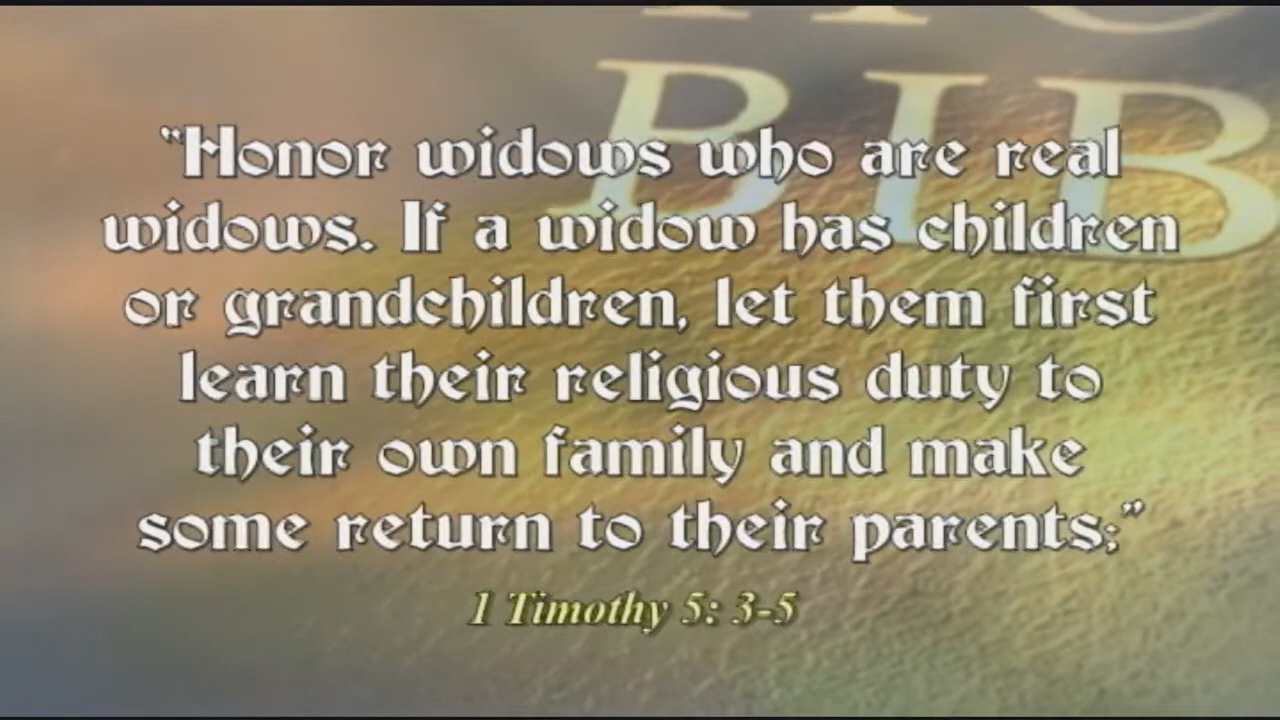 BIB
"Honor widows who are real
widows. If a widow has children
or grandchildren, let them first
learn their religious duty to
their own family and make
some return to their parents;"
1 Timothy 5: 3-5